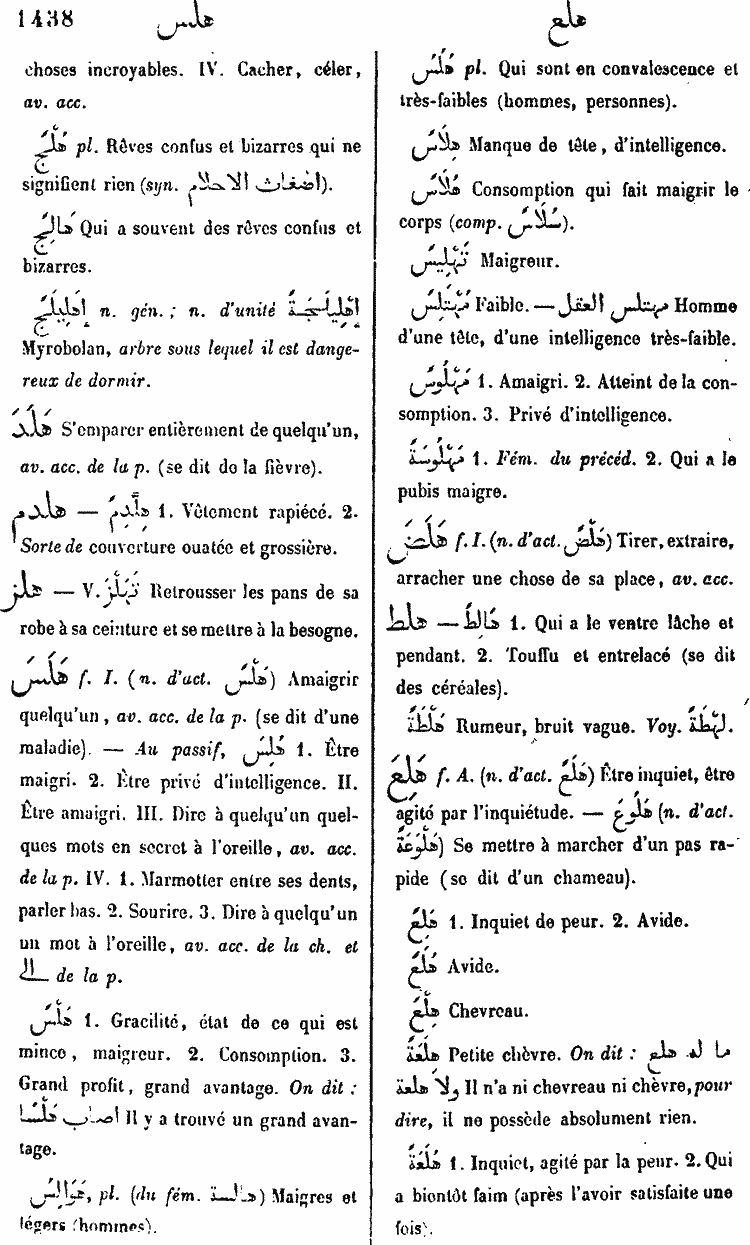 1438 هلس هلع
choses incroyables. IV. Cacher, céler,
av. acc.
هَلْجٌ pl. Rêves confus et bizarres qui ne
signifient rien (syn. اضغاث الاحلام).
هَالِجٌ Qui a souvent des rêves confus et
bizarres.
إِهْلِيلَجٌ n. gén.; n. d'unité إِهْلِيلَجَةٌ
Myrobolan, arbre sous lequel il est dange-
reux de dormir.
هَلَدَ S'emparer entièrement de quelqu'un,
av. acc. de la p. (se dit de la fièvre).
هلدم — هِلْدِمٌ 1. Vêtement rapiécé. 2.
Sorte de couverture ouatée et grossière.
هلز — V. تَهَلَّزَ Retrousser les pans de sa
robe à sa ceinture et se mettre à la besogne.
هَلَسَ f. I. (n. d'act. هَلْسٌ) Amaigrir
quelqu'un, av. acc. de la p. (se dit d'une
maladie). — Au passif, هُلِسَ 1. Être
maigri. 2. Être privé d'intelligence. II.
Être amaigri. III. Dire à quelqu'un quel-
ques mots en secret à l'oreille, av. acc.
de la p. IV. 1. Marmotter entre ses dents,
parler bas. 2. Sourire. 3. Dire à quelqu'un
un mot à l'oreille, av. acc. de la ch. et
إلى de la p.
هَلْسٌ 1. Gracilité, état de ce qui est
mince, maigreur. 2. Consomption. 3.
Grand profit, grand avantage. On dit :
اصاب هَلْسًا Il y a trouvé un grand avan-
tage.
هَوَالِسُ, pl. (du fém. هالسة) Maigres et
légers (hommes).
هُلْسٌ pl. Qui sont en convalescence et
très-faibles (hommes, personnes).
هِلَاسٌ Manque de tête, d'intelligence.
هُلَاسٌ Consomption qui fait maigrir le
corps (comp. سُلَاسٌ).
تَهْلِيسٌ Maigreur.
مُهْتَلِسٌ Faible. — مهتلس العقل Homme
d'une tête, d'une intelligence très-faible.
مَهْلُوسٌ 1. Amaigri. 2. Atteint de la con-
somption. 3. Privé d'intelligence.
مَهْلُوسَةٌ 1. Fém. du précéd. 2. Qui a le
pubis maigre.
هَلَضَ f. I. (n. d'act. هَلْضٌ) Tirer, extraire,
arracher une chose de sa place, av. acc.
هلط — هَالِطٌ 1. Qui a le ventre lâche et
pendant. 2. Touffu et entrelacé (se dit
des céréales).
هَلْطَةٌ Rumeur, bruit vague. Voy. لَهْطَةٌ.
هَلِعَ f. A. (n. d'act. هَلَعٌ) Être inquiet, être
agité par l'inquiétude. — هَلْوَعَ (n. d'act.
هَلْوَعَةٌ) Se mettre à marcher d'un pas ra-
pide (se dit d'un chameau).
هَلِعٌ 1. Inquiet de peur. 2. Avide.
هُلَعٌ Avide.
هِلَّعٌ Chevreau.
هِلَّعَةٌ Petite chèvre. On dit : ما له هلع
ولا هلعة Il n'a ni chevreau ni chèvre, pour
dire, il ne possède absolument rien.
هُلَعَةٌ 1. Inquiet, agité par la peur. 2. Qui
a bientôt faim (après l'avoir satisfaite une
fois).